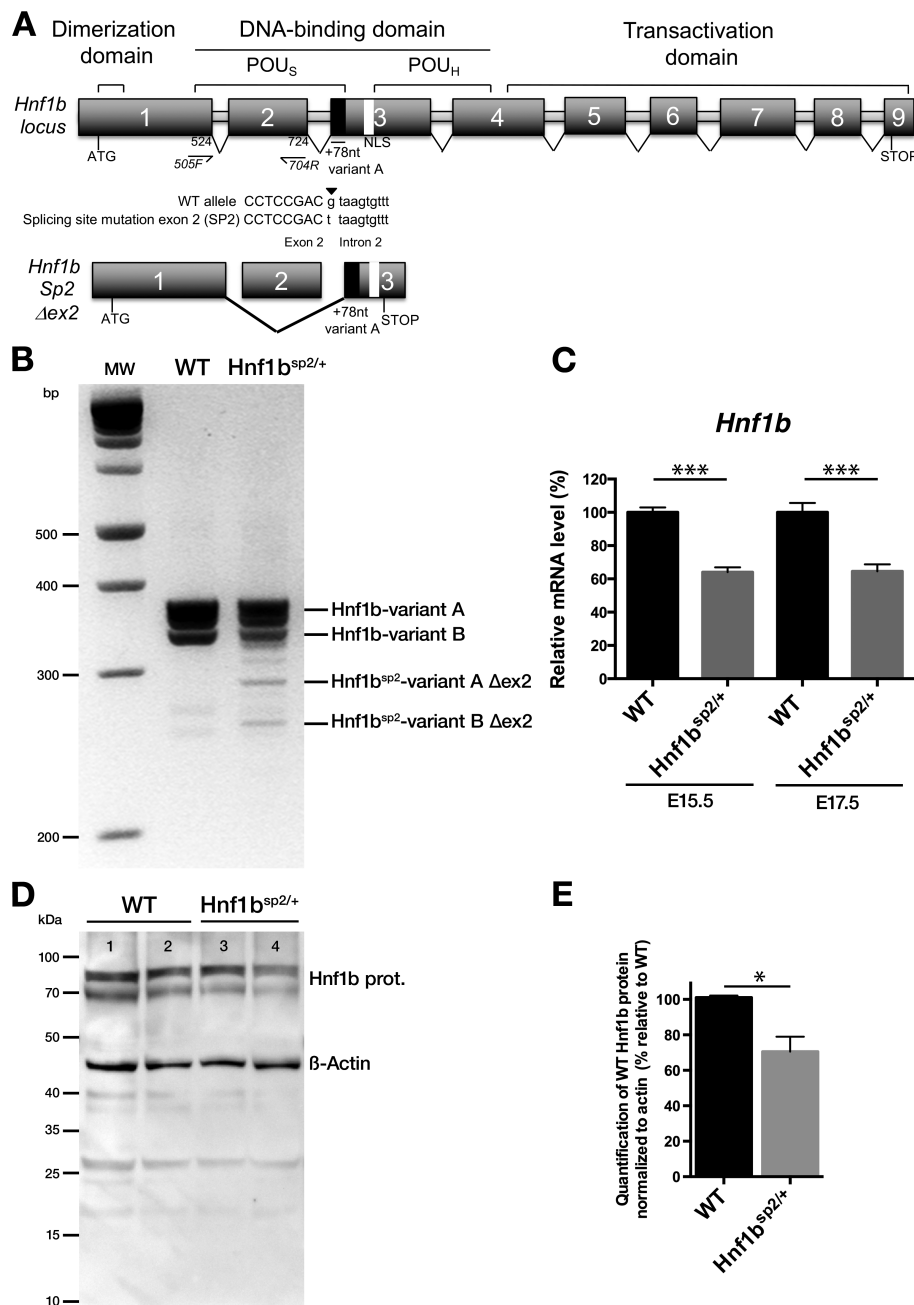 A
Dimerization domain
DNA-binding domain
Transactivation domain
POUS
POUH
Hnf1b locus
1
2
3
4
5
6
7
8
9
524
724
NLS
ATG
505F
704R
+78nt variant A
STOP
WT allele CCTCCGAC g taagtgttt
Splicing site mutation exon 2 (SP2) CCTCCGAC t taagtgttt
Exon 2
Intron 2
Hnf1b Sp2 Δex2
1
2
3
ATG
+78nt variant A
STOP
B
MW
WT
Hnf1bsp2/+
bp
500
400
300
200
Hnf1b-variant A
Hnf1b-variant B
Hnf1bsp2-variant A Δex2
Hnf1bsp2-variant B Δex2
C
Hnf1b
Relative mRNA level (%)
120
100
80
60
40
20
0
***
***
WT
Hnf1bsp2/+
WT
Hnf1bsp2/+
E15.5
E17.5
D
kDa
WT
Hnf1bsp2/+
1
2
3
4
100
70
50
40
35
25
15
10
Hnf1b prot.
ß-Actin
E
Quantification of WT Hnf1b protein
normalized to actin (% relative to WT)
100
80
60
40
20
0
*
WT
Hnf1bsp2/+